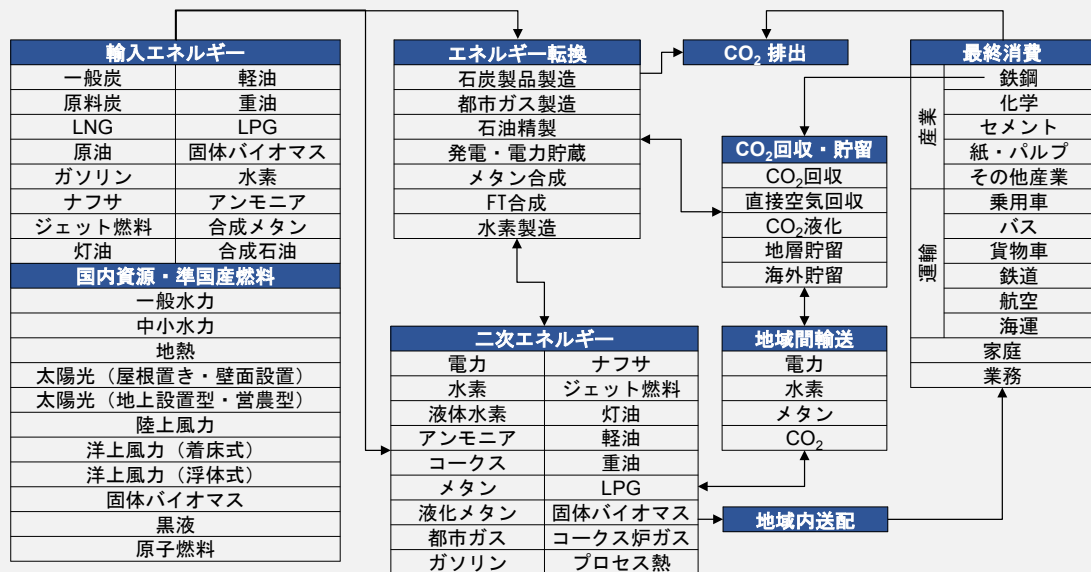 輸入エネルギー
一般炭 軽油
原料炭 重油
LNG LPG
原油 固体バイオマス
ガソリン 水素
ナフサ アンモニア
ジェット燃料 合成メタン
灯油 合成石油
国内資源・準国産燃料
一般水力
中小水力
地熱
太陽光（屋根置き・壁面設置）
太陽光（地上設置型・営農型）
陸上風力
洋上風力（着床式）
洋上風力（浮体式）
固体バイオマス
黒液
原子燃料
エネルギー転換
石炭製品製造
都市ガス製造
石油精製
発電・電力貯蔵
メタン合成
FT合成
水素製造
二次エネルギー
電力 ナフサ
水素 ジェット燃料
液体水素 灯油
アンモニア 軽油
コークス 重油
メタン LPG
液化メタン 固体バイオマス
都市ガス コークス炉ガス
ガソリン プロセス熱
CO₂ 排出
CO₂回収・貯留
CO₂回収
直接空気回収
CO₂液化
地層貯留
海外貯留
地域間輸送
電力
水素
メタン
CO₂
地域内送配
最終消費
産業
鉄鋼
化学
セメント
紙・パルプ
その他産業
運輸
乗用車
バス
貨物車
鉄道
航空
海運
家庭
業務